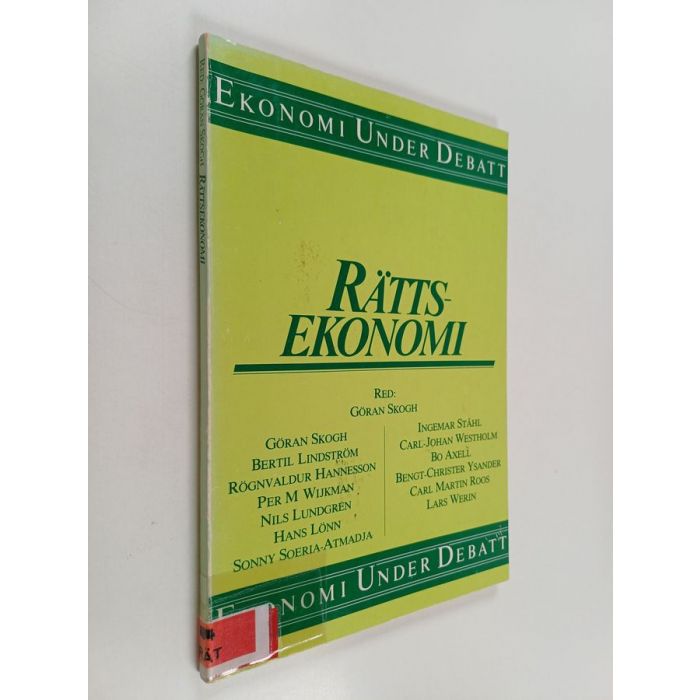 RED: GÖRAN SKOGH RÄTTSEKONOMI
EKONOMI UNDER DEBATT
RÄTTS-
EKONOMI
RED:
GÖRAN SKOGH
GÖRAN SKOGH
BERTIL LINDSTRÖM
RÖGNVALDUR HANNESSON
PER M WIJKMAN
NILS LUNDGREN
HANS LÖNN
SONNY SOERIA-ATMADJA
INGEMAR STÅHL
CARL-JOHAN WESTHOLM
BO AXELL
BENGT-CHRISTER YSANDER
CARL MARTIN ROOS
LARS WERIN
EKONOMI UNDER DEBATT
RÄT